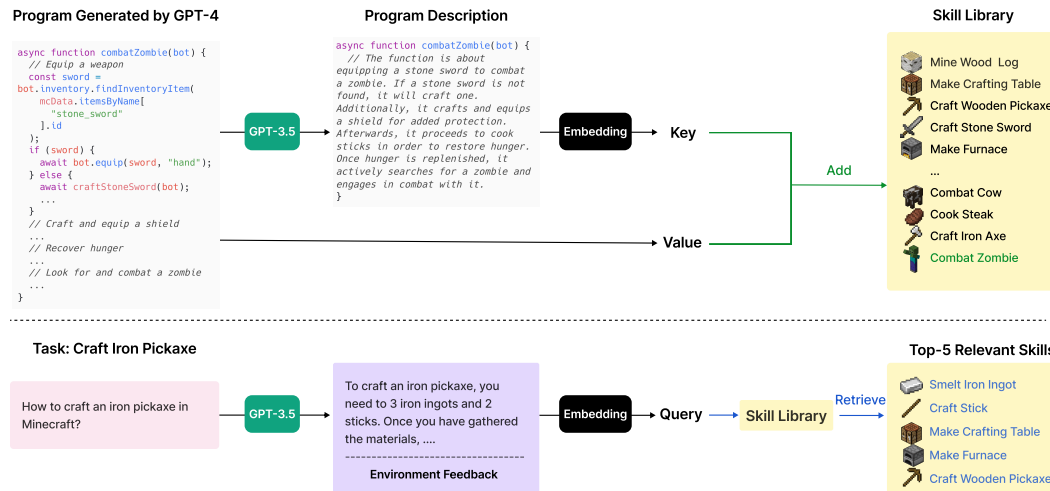 Program Generated by GPT-4
Program Description
Skill Library
async function combatZombie(bot) {
// Equip a weapon
const sword =
bot.inventory.findInventoryItem(
mcData.itemsByName[
"stone_sword"
].id
);
if (sword) {
await bot.equip(sword, "hand");
} else {
await craftStoneSword(bot);
...
}
// Craft and equip a shield
...
// Recover hunger
...
// Look for and combat a zombie
...
}
GPT-3.5
async function combatZombie(bot) {
// The function is about
equipping a stone sword to combat
a zombie. If a stone sword is not
found, it will craft one.
Additionally, it crafts and equips
a shield for added protection.
Afterwards, it proceeds to cook
sticks in order to restore hunger.
Once hunger is replenished, it
actively searches for a zombie and
engages in combat with it.
}
Embedding
Key
Value
Add
Mine Wood Log
Make Crafting Table
Craft Wooden Pickaxe
Craft Stone Sword
Make Furnace
...
Combat Cow
Cook Steak
Craft Iron Axe
Combat Zombie
Task: Craft Iron Pickaxe
Top-5 Relevant Skills
How to craft an iron pickaxe in
Minecraft?
GPT-3.5
To craft an iron pickaxe, you
need to 3 iron ingots and 2
sticks. Once you have gathered
the materials, ....
Environment Feedback
Embedding
Query
Skill Library
Retrieve
Smelt Iron Ingot
Craft Stick
Make Crafting Table
Make Furnace
Craft Wooden Pickaxe